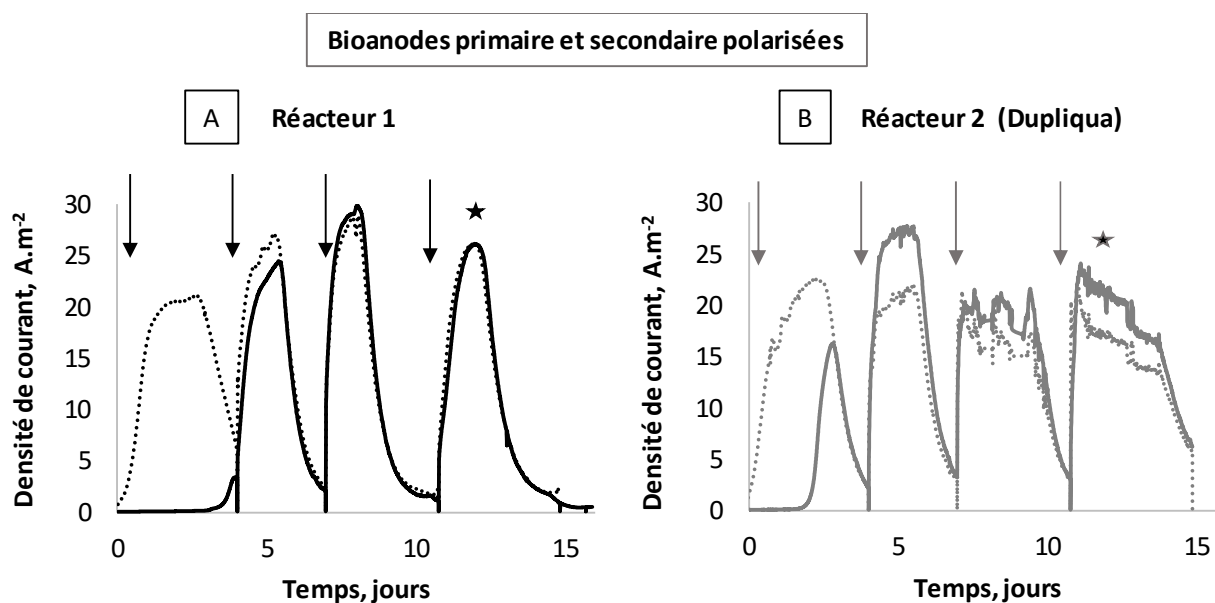 Bioanodes primaire et secondaire polarisées
A Réacteur 1
B Réacteur 2 (Dupliqua)
Densité de courant, A.m-2
30
25
20
15
10
5
0
0 5 10 15
Temps, jours
Densité de courant, A.m-2
30
25
20
15
10
5
0
0 5 10 15
Temps, jours